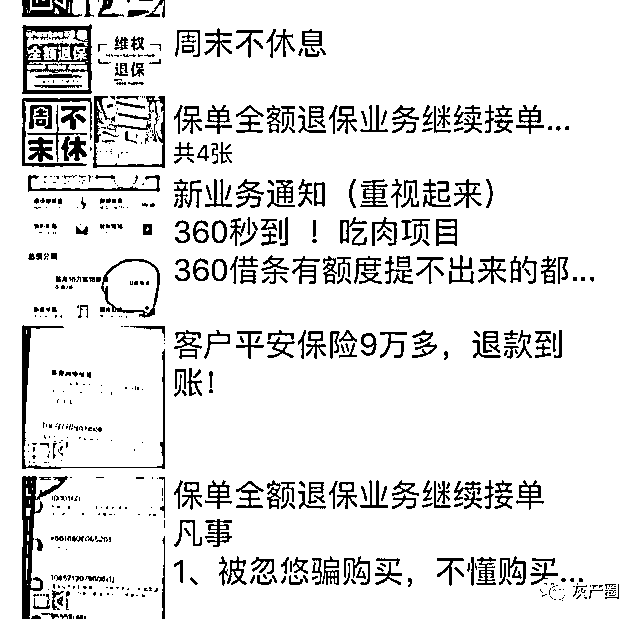 全额退保
维权
退保
周末不休息
周不
末休
保单全额退保业务继续接单...
共4张
新业务通知（重视起来）
360秒到 ！吃肉项目
360借条有额度提不出来的都...
客户平安保险9万多，退款到
账！
保单全额退保业务继续接单
凡事
1、被忽悠骗购买，不懂购买...
灰产圈